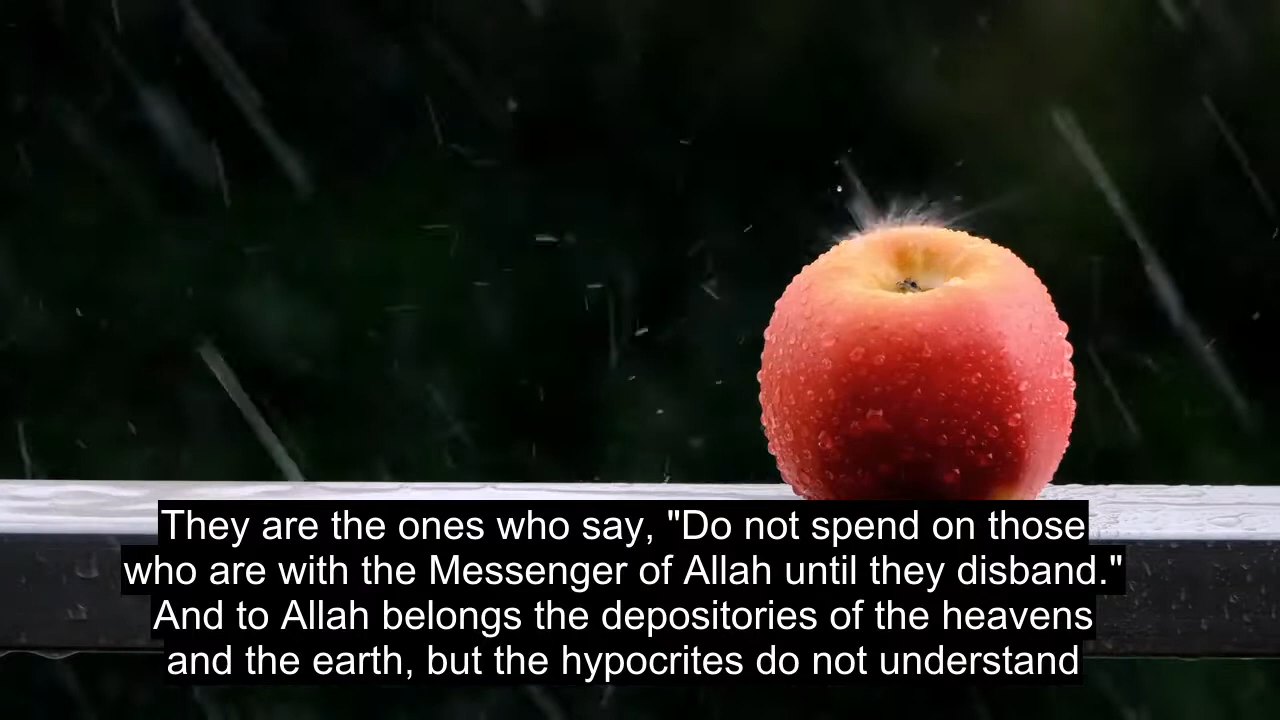 They are the ones who say, "Do not spend on those
who are with the Messenger of Allah until they disband."
And to Allah belongs the depositories of the heavens
and the earth, but the hypocrites do not understand